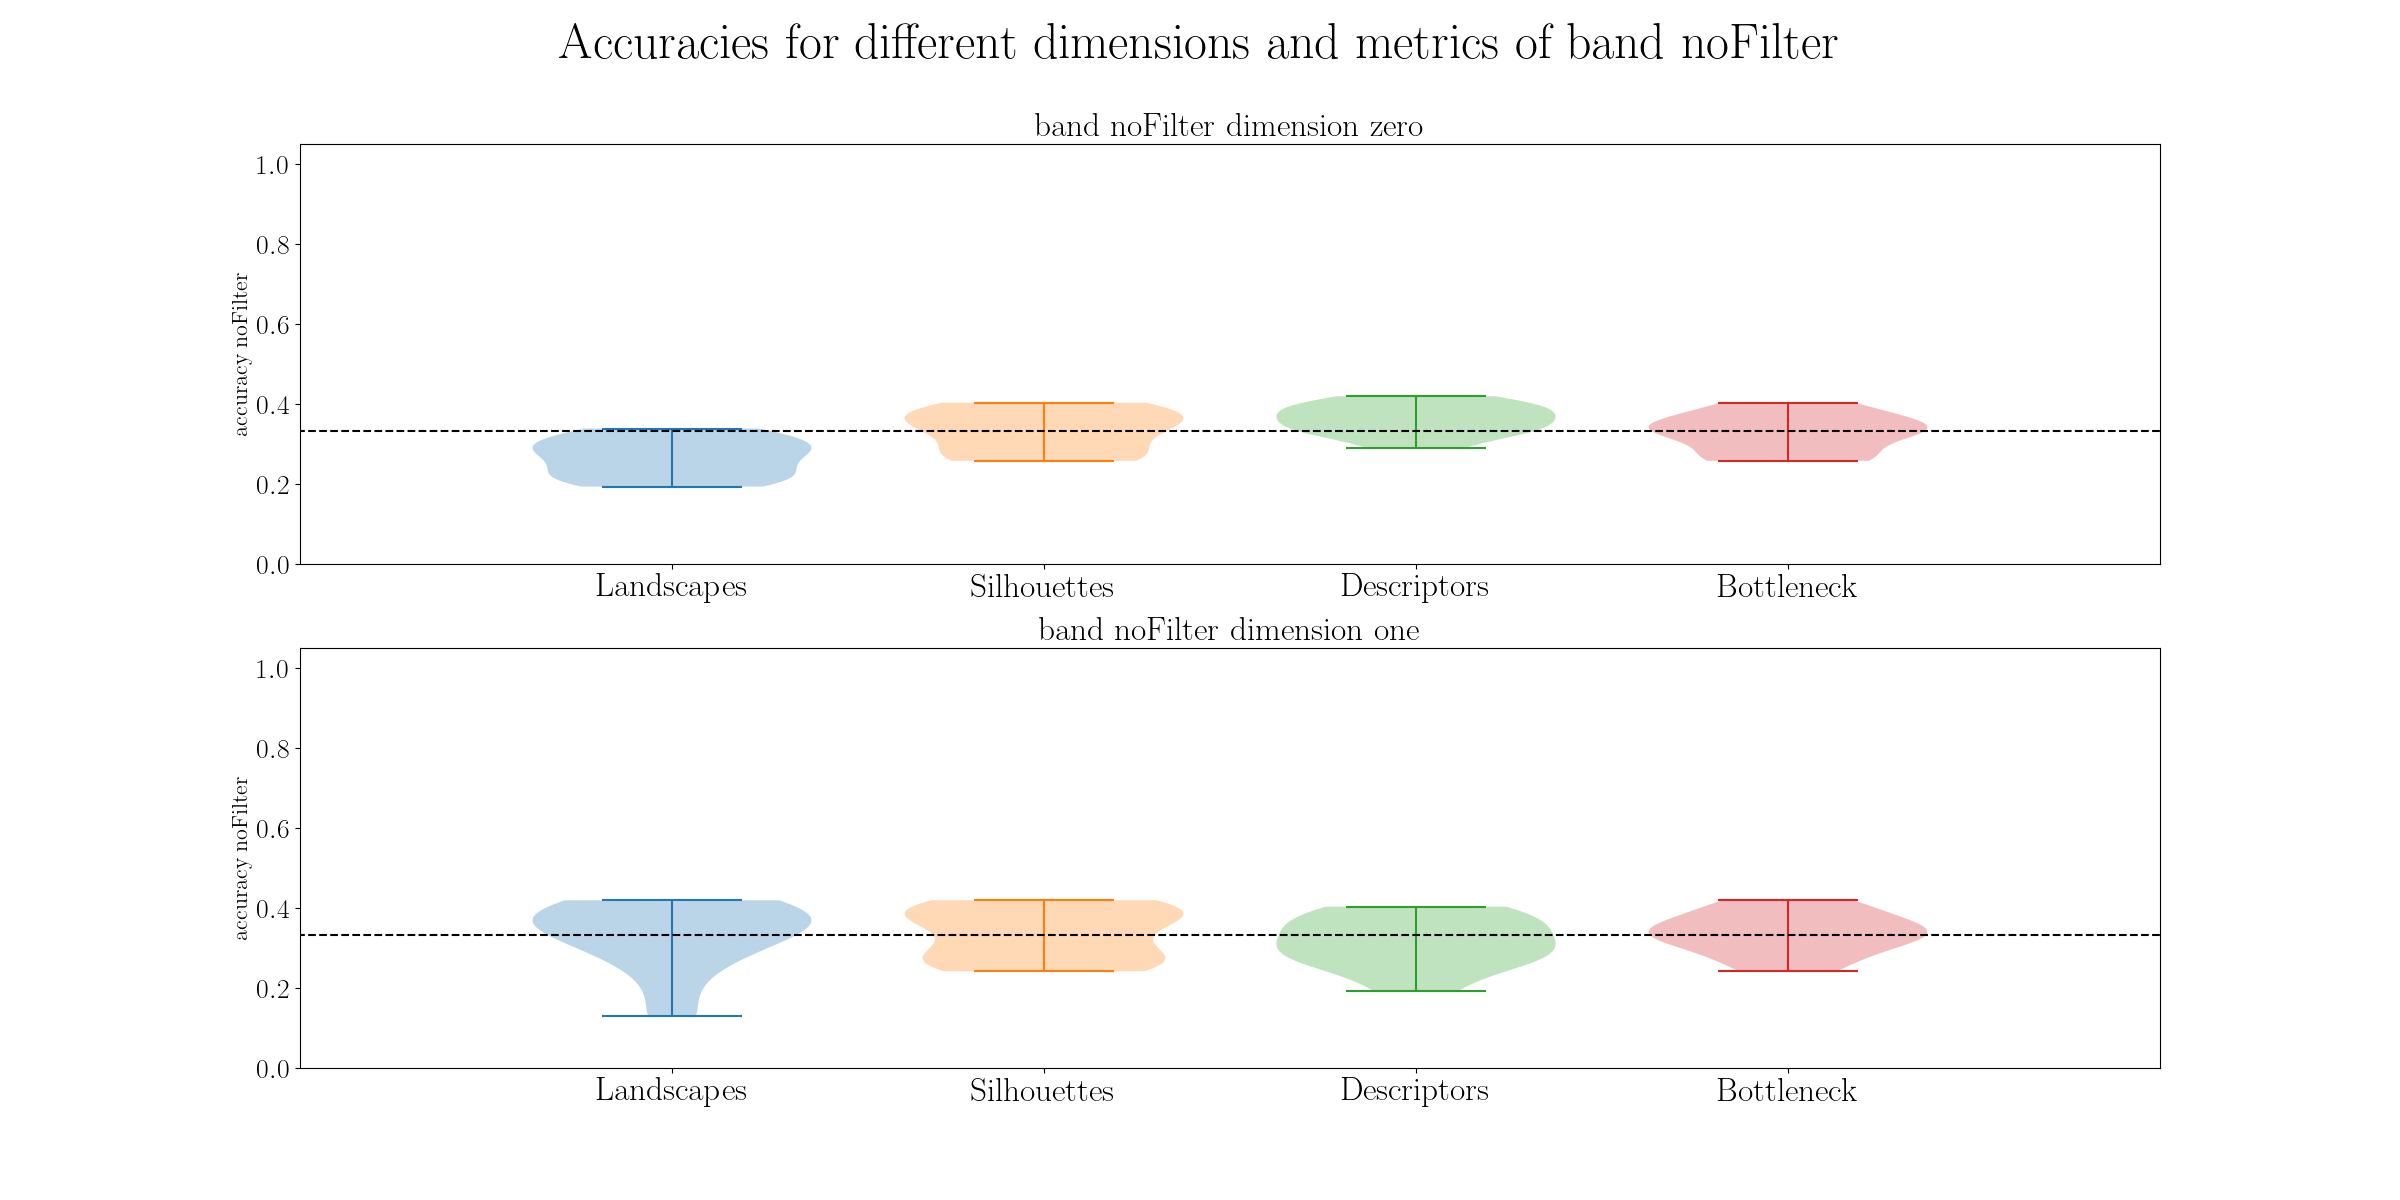 Accuracies for different dimensions and metrics of band noFilter
band noFilter dimension zero
accuracy noFilter
1.0
0.8
0.6
0.4
0.2
0.0
Landscapes Silhouettes Descriptors Bottleneck
band noFilter dimension one
accuracy noFilter
1.0
0.8
0.6
0.4
0.2
0.0
Landscapes Silhouettes Descriptors Bottleneck